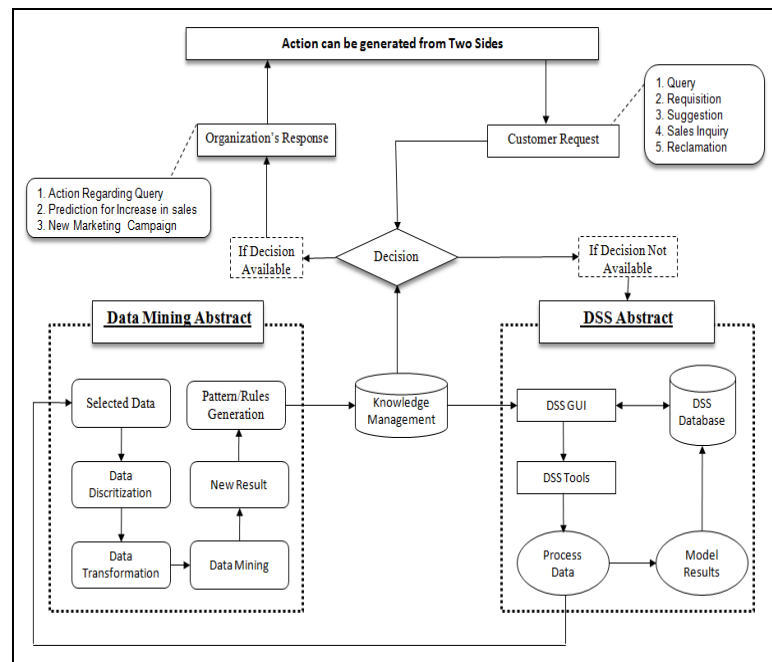 Action can be generated from Two Sides
1. Query
2. Requisition
3. Suggestion
4. Sales Inquiry
5. Reclamation
Organization's Response
Customer Request
1. Action Regarding Query
2. Prediction for Increase in sales
3. New Marketing Campaign
If Decision
Available
Decision
If Decision Not
Available
Data Mining Abstract
DSS Abstract
Selected Data
Pattern/Rules
Generation
Knowledge
Management
DSS GUI
DSS
Database
Data
Discritization
New Result
DSS Tools
Data
Transformation
Data Mining
Process
Data
Model
Results